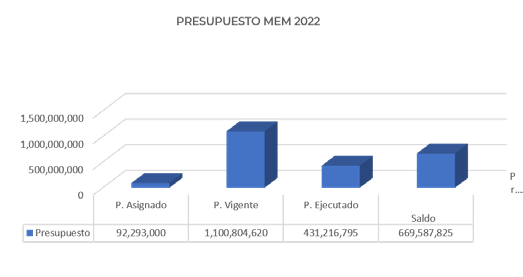 PRESUPUESTO MEM 2022
1,500,000,000
1,000,000,000
500,000,000
0
P
r...
P. Asignado P. Vigente P. Ejecutado Saldo
Presupuesto 92,293,000 1,100,804,620 431,216,795 669,587,825